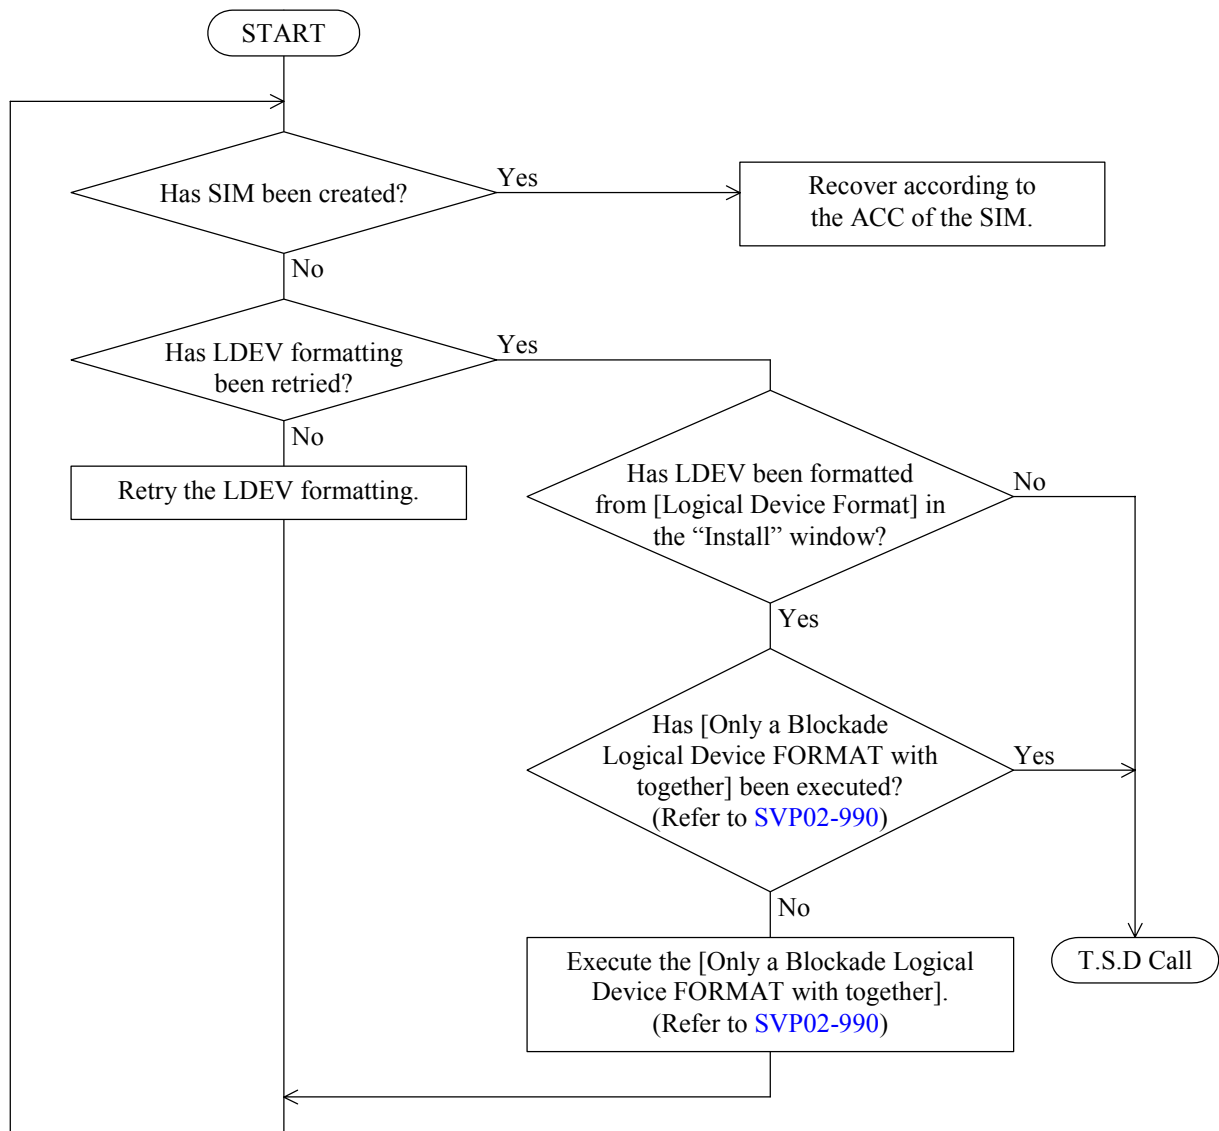 START
Has SIM been created?
Yes
Recover according to
the ACC of the SIM.
No
Has LDEV formatting
been retried?
Yes
No
Retry the LDEV formatting.
Has LDEV been formatted
from [Logical Device Format] in
the “Install” window?
No
Yes
Has [Only a Blockade
Logical Device FORMAT with
together] been executed?
(Refer to SVP02-990)
Yes
No
Execute the [Only a Blockade Logical
Device FORMAT with together].
(Refer to SVP02-990)
T.S.D Call